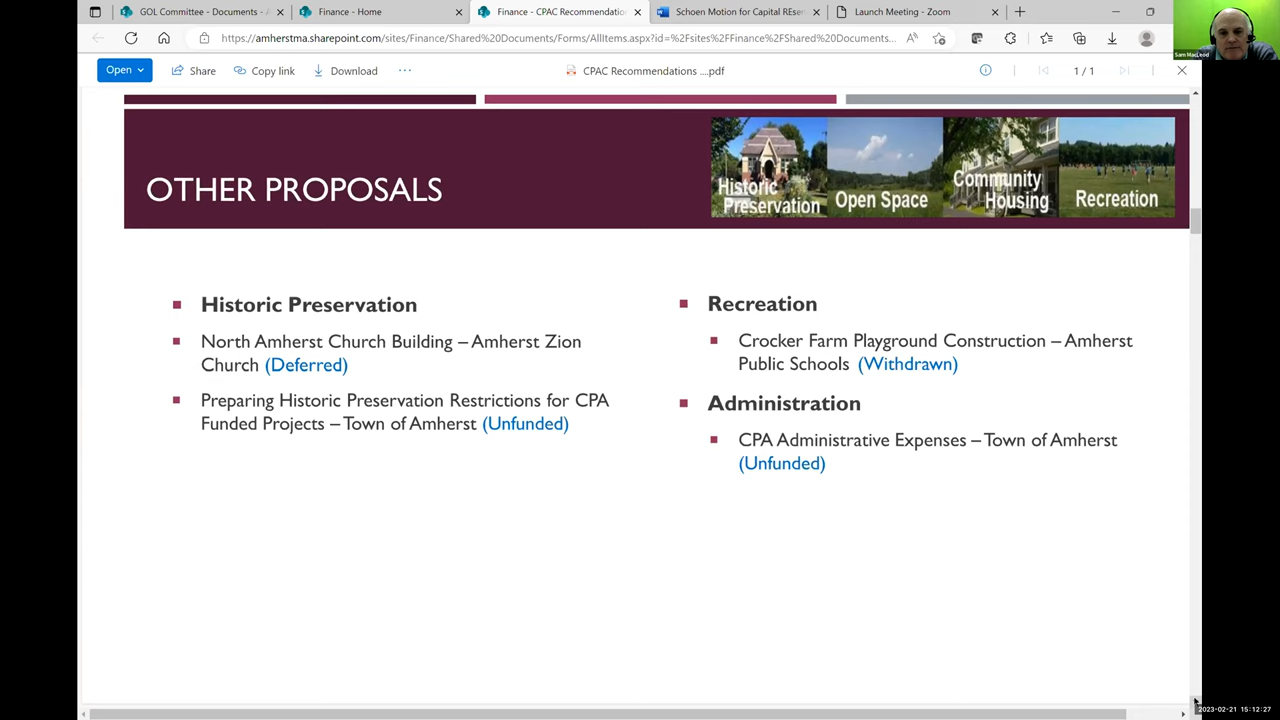 GOL Committee - Documents - A
Finance - Home
Finance - CPAC Recommendatio
Schoen Motion for Capital REser
Launch Meeting - Zoom
https://amherstma.sharepoint.com/sites/Finance/Shared%20Documents/Forms/AllItems.aspx?id=%2Fsites%2FFinance%2FShared%20Documents...
Sam MacLeod
Open
Share
Copy link
Download
CPAC Recommendations ....pdf
1 / 1
OTHER PROPOSALS
Historic
Preservation
Open Space
Community
Housing
Recreation
Historic Preservation
North Amherst Church Building – Amherst Zion
Church (Deferred)
Preparing Historic Preservation Restrictions for CPA
Funded Projects – Town of Amherst (Unfunded)
Recreation
Crocker Farm Playground Construction – Amherst
Public Schools (Withdrawn)
Administration
CPA Administrative Expenses – Town of Amherst
(Unfunded)
2023-02-21 15:12:27